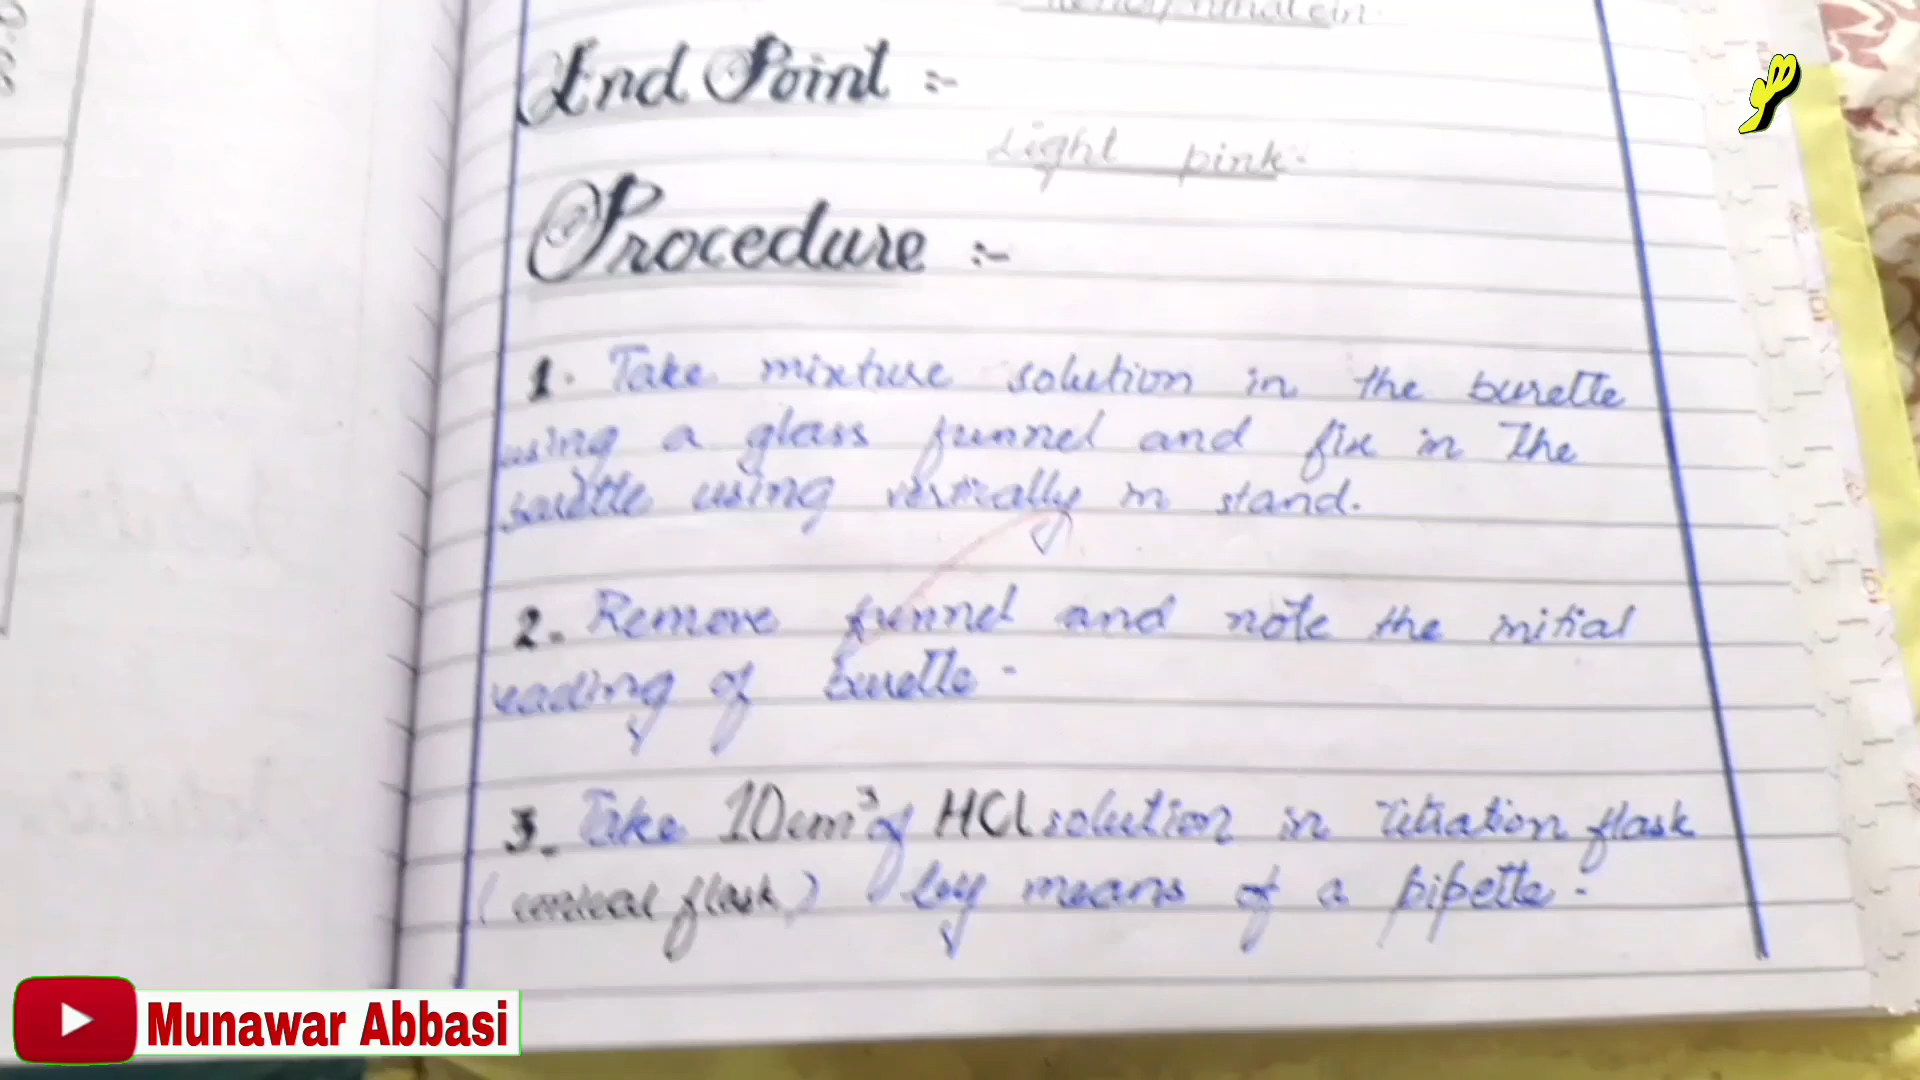 End Point :-
Light pink.
Procedure :-
1. Take mixture solution in the burette
using a glass funnel and fix in The
burette using vertically in stand.
2. Remove funnel and note the initial
reading of burette.
3. Take 10cm³ of HCl solution in titration flask
(conical flask) by means of a pipette.
Munawar Abbasi